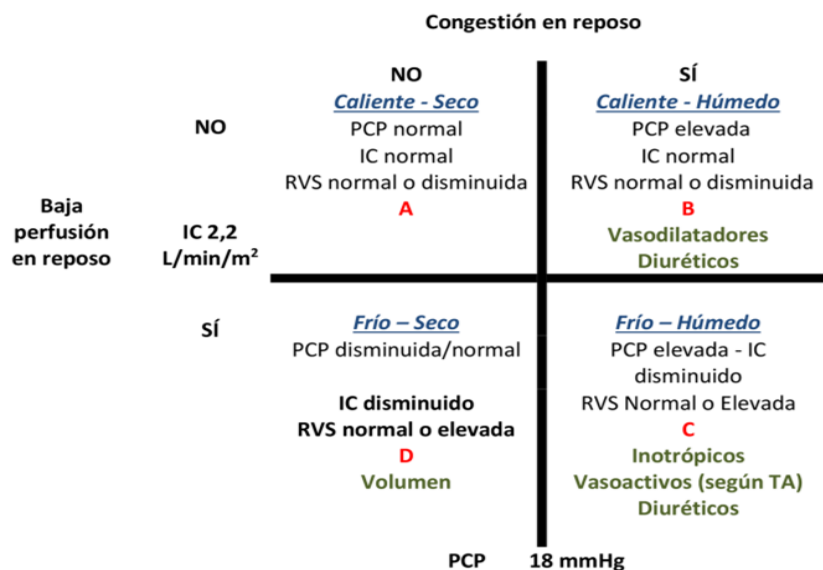 Congestión en reposo
NO
SÍ
Caliente - Seco
Caliente - Húmedo
NO
PCP normal
PCP elevada
IC normal
IC normal
RVS normal o disminuida
RVS normal o disminuida
Baja
perfusión
en reposo
IC 2,2
L/min/m²
A
B
Vasodilatadores
Diuréticos
SÍ
Frío – Seco
PCP disminuida/normal
IC disminuido
RVS normal o elevada
D
Volumen
Frío – Húmedo
PCP elevada - IC
disminuido
RVS Normal o Elevada
C
Inotrópicos
Vasoactivos (según TA)
Diuréticos
PCP
18 mmHg